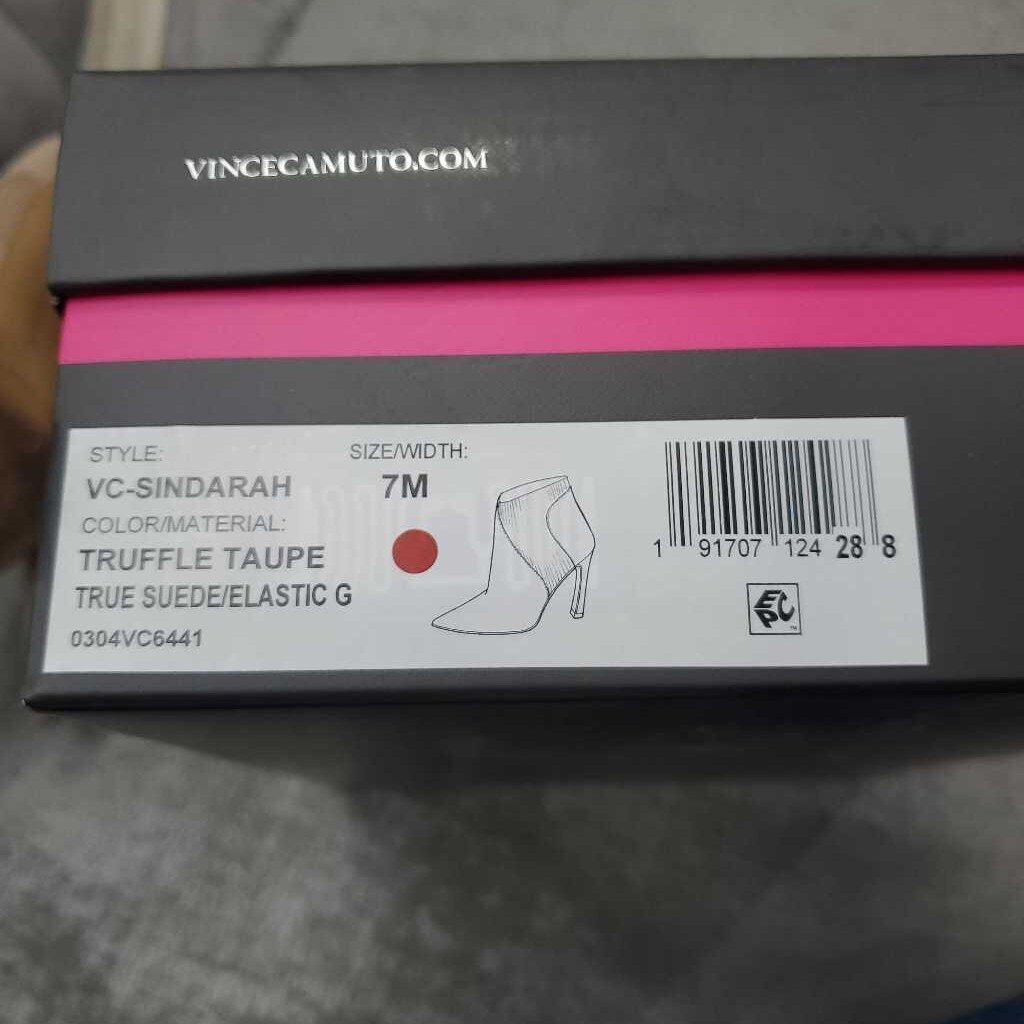 VINCECAMUTO.COM
STYLE:
VC-SINDARAH
COLOR/MATERIAL:
TRUFFLE TAUPE
TRUE SUEDE/ELASTIC G
0304VC6441
SIZE/WIDTH:
7M
1 91707 124 28 8
EPC